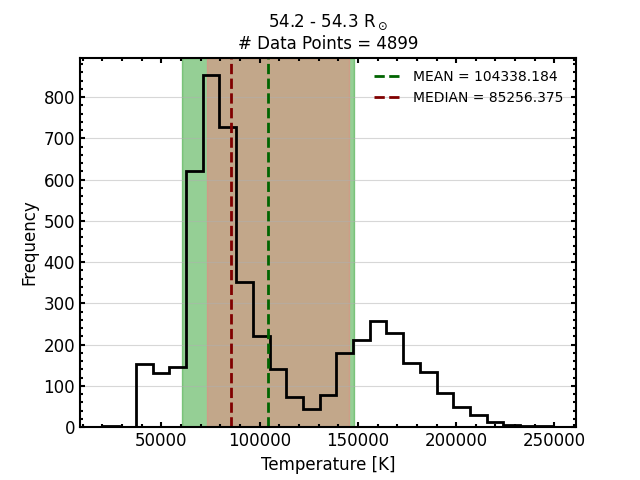 54.2 - 54.3 R⊙
# Data Points = 4899
MEAN = 104338.184
MEDIAN = 85256.375
Frequency
800
700
600
500
400
300
200
100
0
50000 100000 150000 200000 250000
Temperature [K]